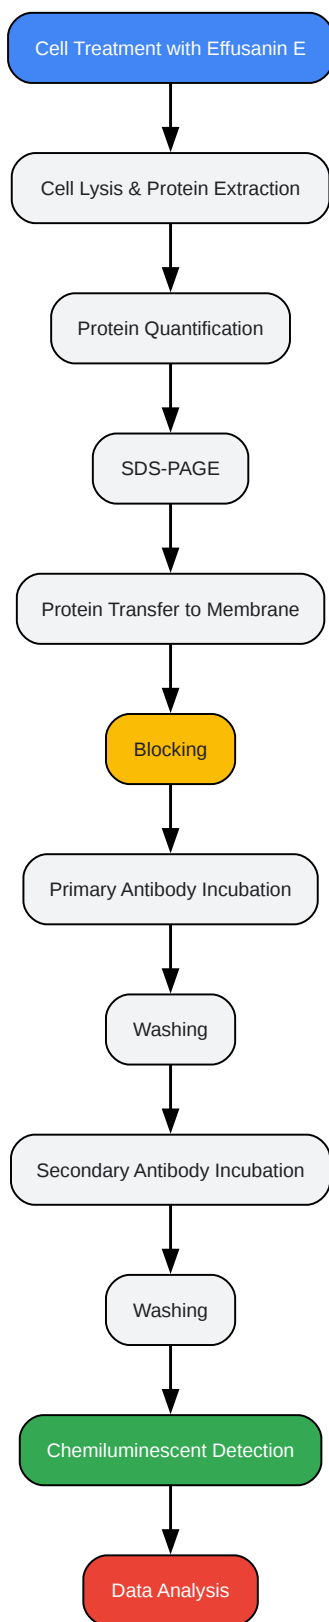 Cell Treatment with Effusanin E
Cell Lysis & Protein Extraction
Protein Quantification
SDS-PAGE
Protein Transfer to Membrane
Blocking
Primary Antibody Incubation
Washing
Secondary Antibody Incubation
Washing
Chemiluminescent Detection
Data Analysis